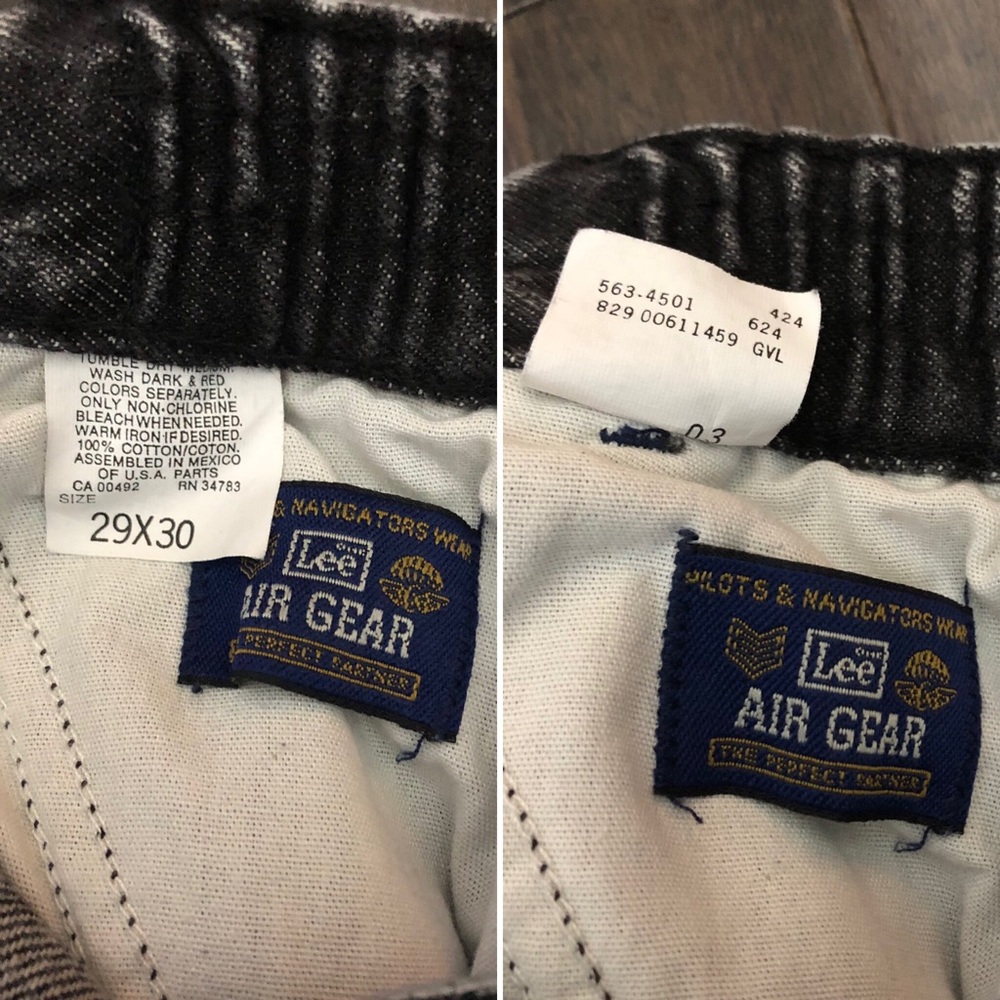 TUMBLE DRY MEDIUM.
WASH DARK & RED
COLORS SEPARATELY.
ONLY NON-CHLORINE
BLEACH WHEN NEEDED.
WARM IRON IF DESIRED.
100% COTTON/COTON.
ASSEMBLED IN MEXICO
OF U.S.A. PARTS
CA 00492 RN 34783
SIZE
29X30
& NAVIGATORS WEAR
Lee
AIR GEAR
PERFECT PARTNER
563-4501 424
829 00611459 624
GVL
03
PILOTS & NAVIGATORS WEAR
Lee
AIR GEAR
THE PERFECT PARTNER